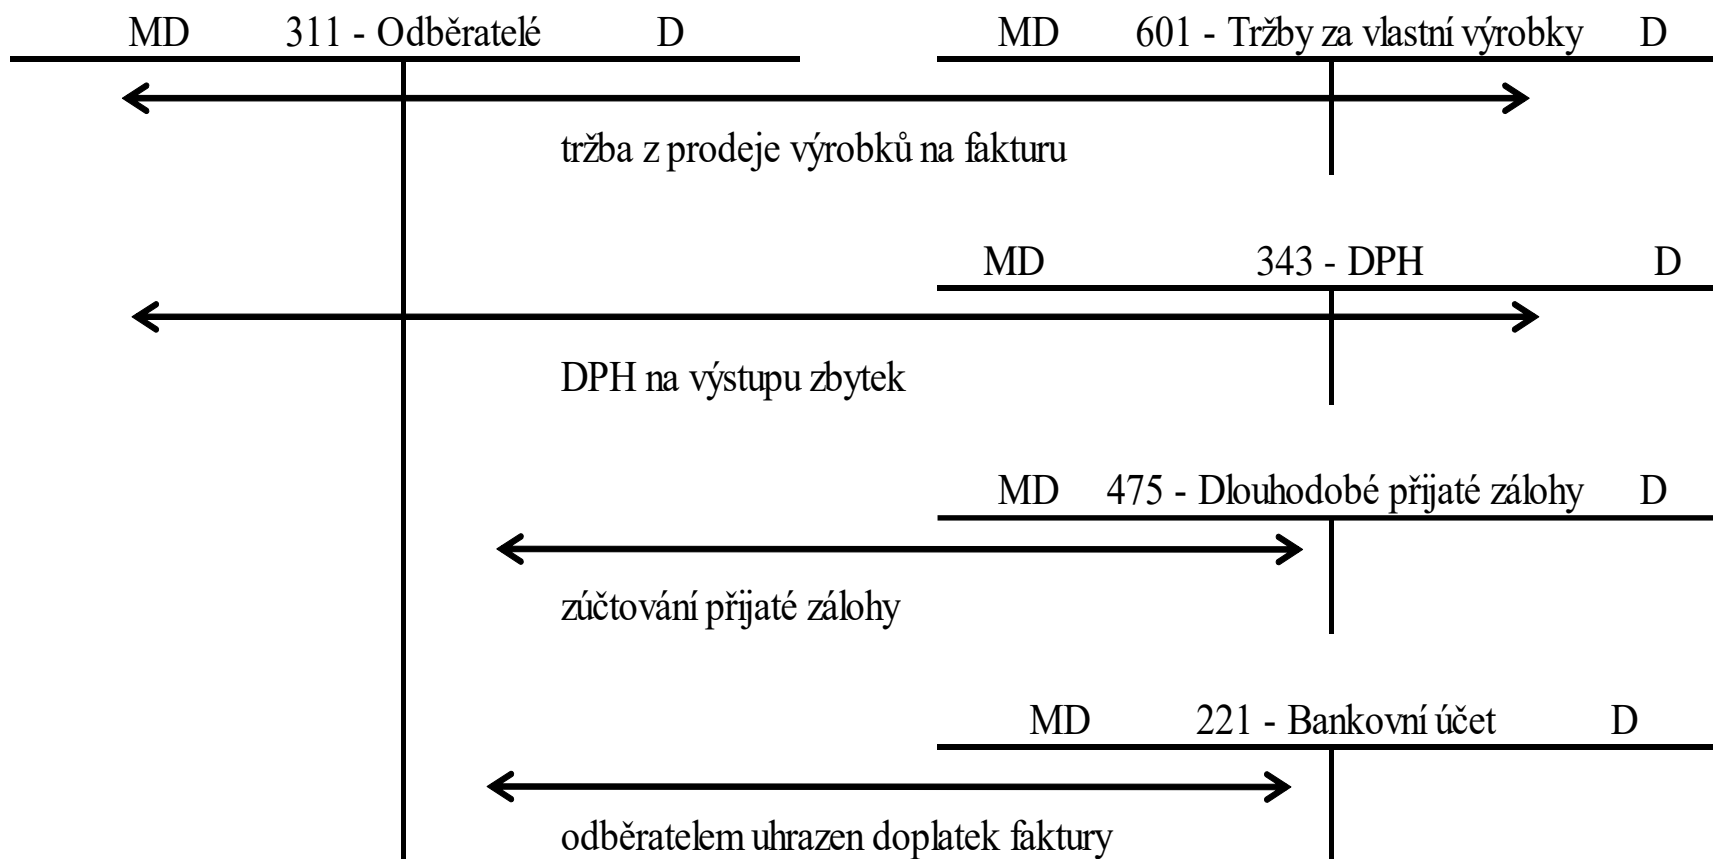 MD 311 - Odběratelé D MD 601 - Tržby za vlastní výrobky D
tržba z prodeje výrobků na fakturu
MD 343 - DPH D
DPH na výstupu zbytek
MD 475 - Dlouhodobé přijaté zálohy D
zúčtování přijaté zálohy
MD 221 - Bankovní účet D
odběratelem uhrazen doplatek faktury